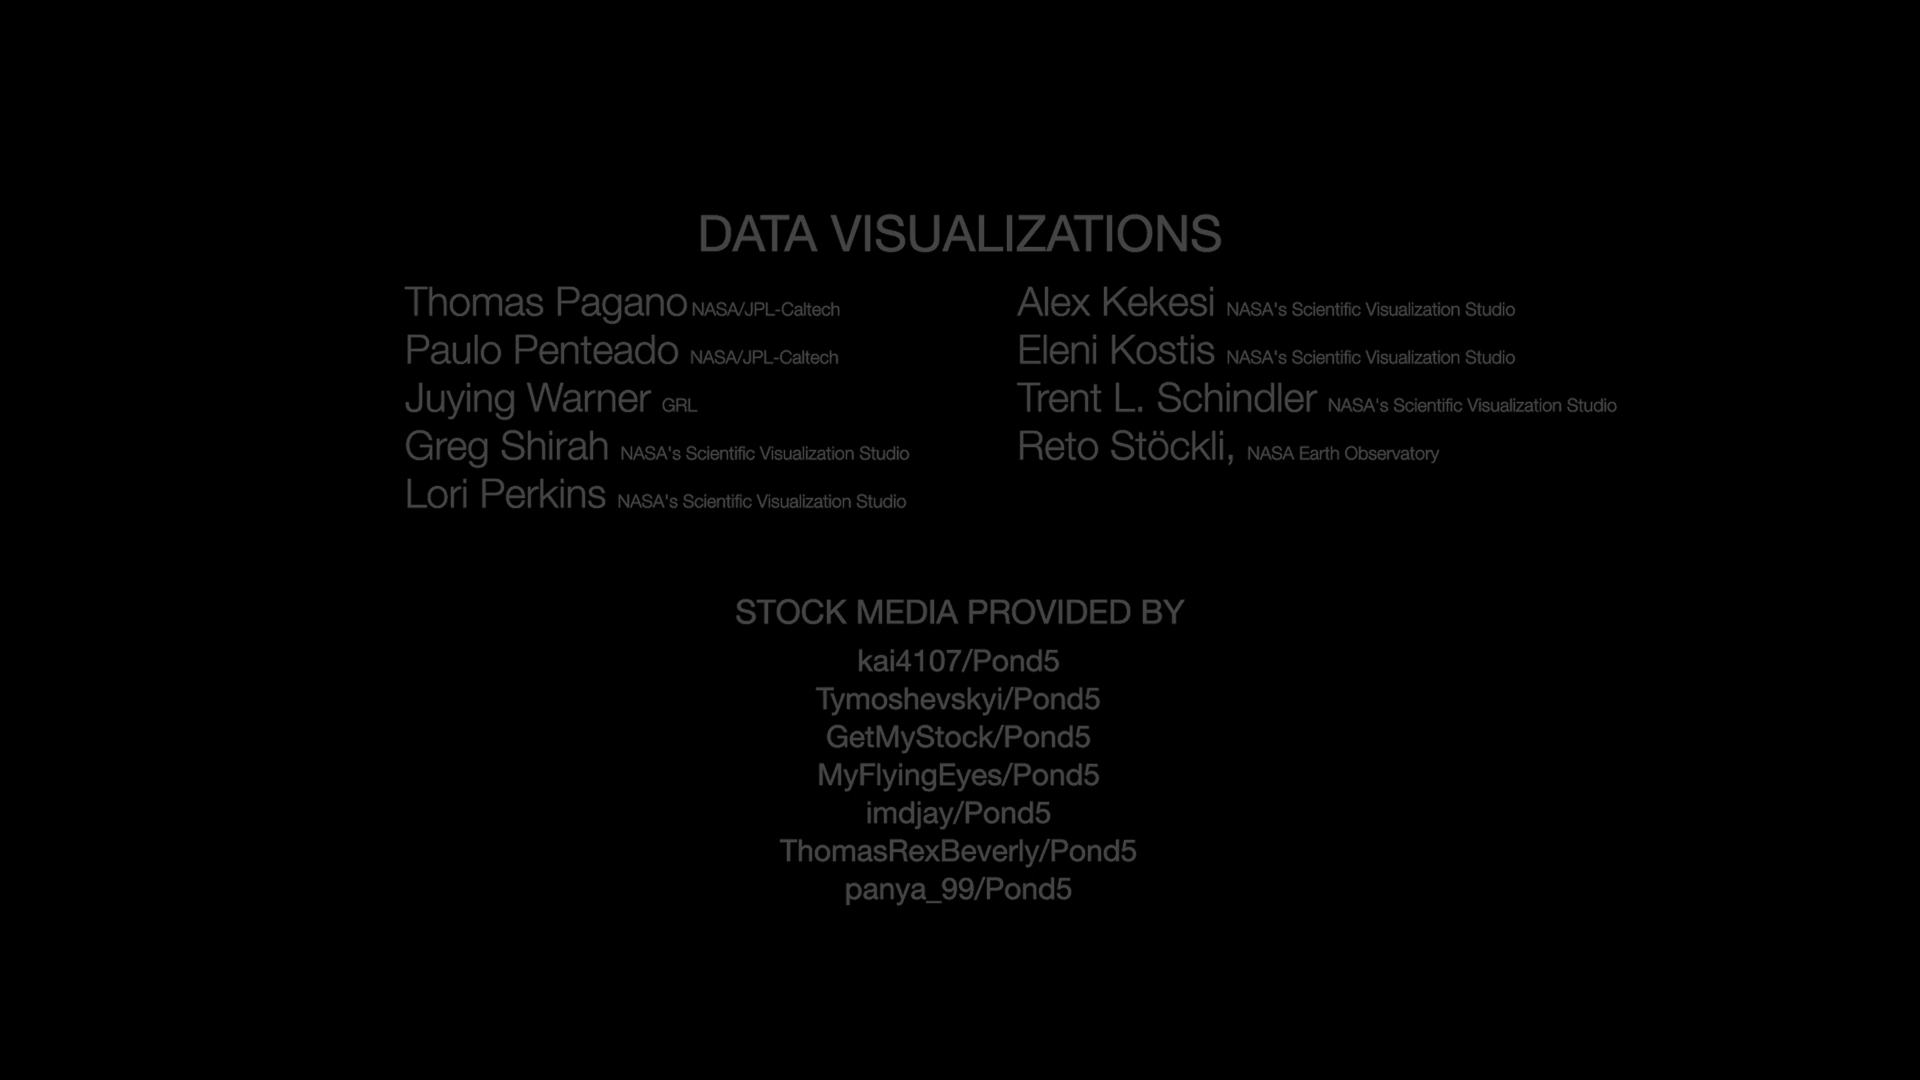 DATA VISUALIZATIONS
Thomas Pagano NASA/JPL-Caltech
Paulo Penteado NASA/JPL-Caltech
Juying Warner GRL
Greg Shirah NASA's Scientific Visualization Studio
Lori Perkins NASA's Scientific Visualization Studio
Alex Kekesi NASA's Scientific Visualization Studio
Eleni Kostis NASA's Scientific Visualization Studio
Trent L. Schindler NASA's Scientific Visualization Studio
Reto Stöckli, NASA Earth Observatory
STOCK MEDIA PROVIDED BY
kai4107/Pond5
Tymoshevskyi/Pond5
GetMyStock/Pond5
MyFlyingEyes/Pond5
imdjay/Pond5
ThomasRexBeverly/Pond5
panya_99/Pond5